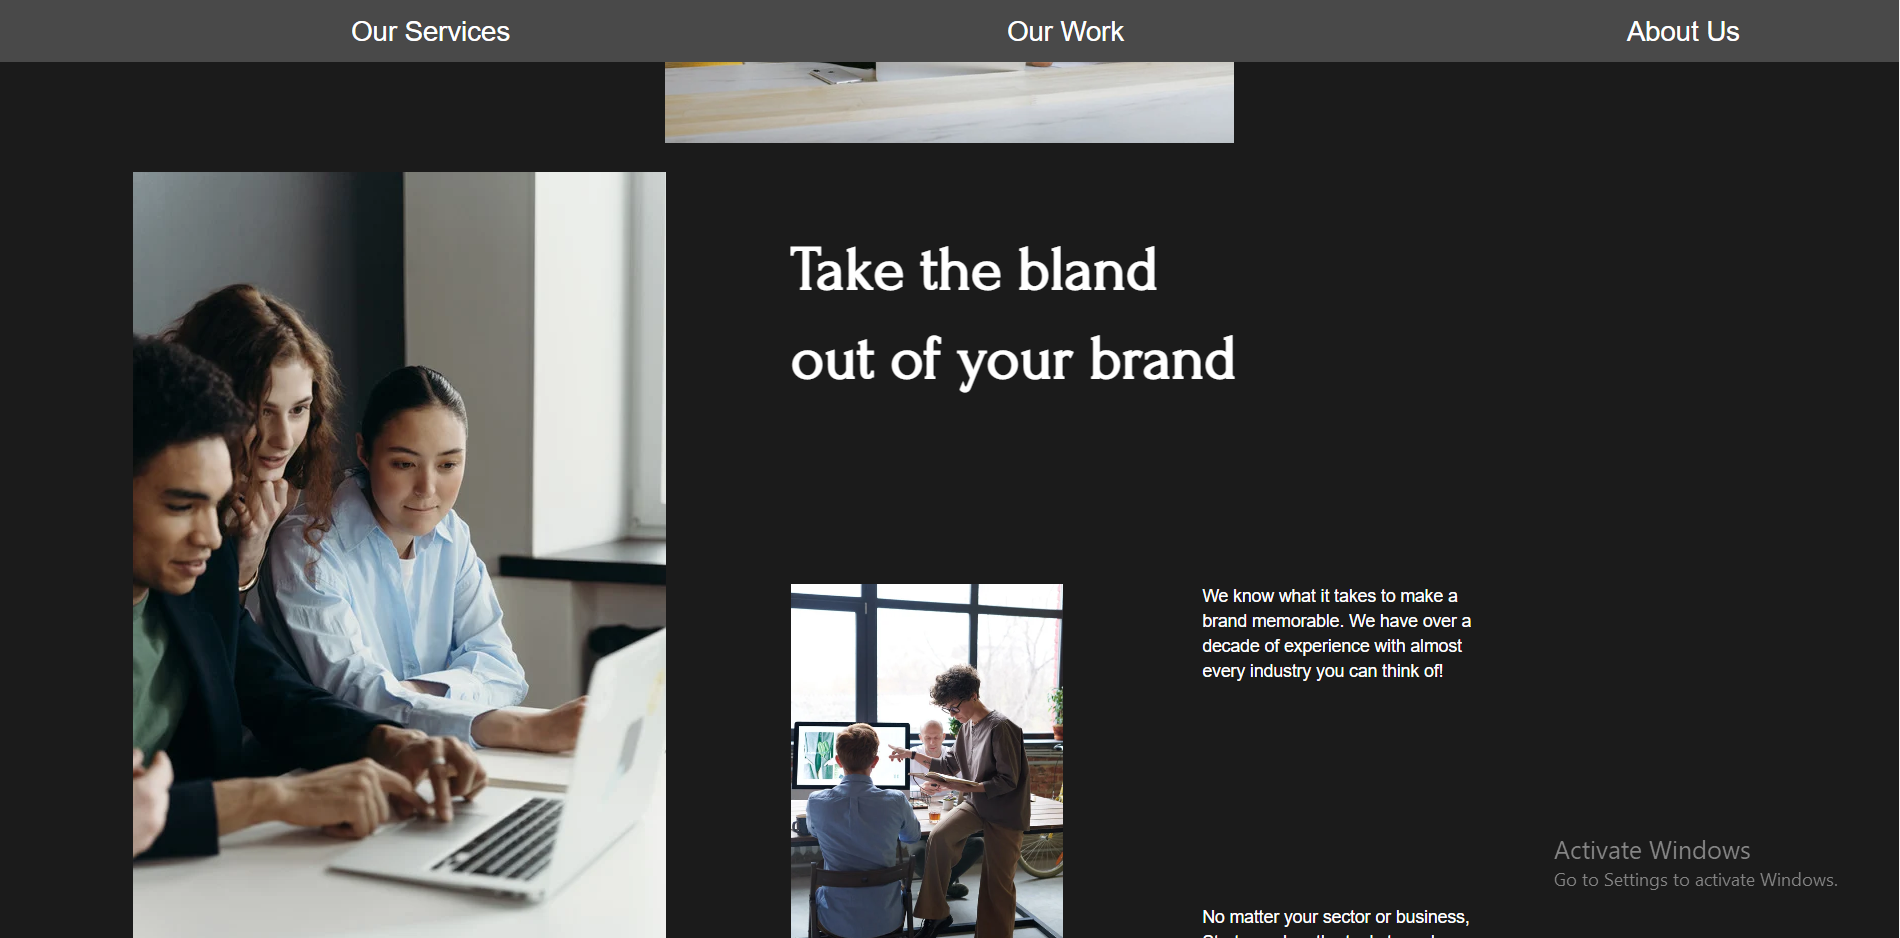 Our Services
Our Work
About Us
Take the bland
out of your brand
We know what it takes to make a
brand memorable. We have over a
decade of experience with almost
every industry you can think of!
Activate Windows
Go to Settings to activate Windows.
No matter your sector or business,